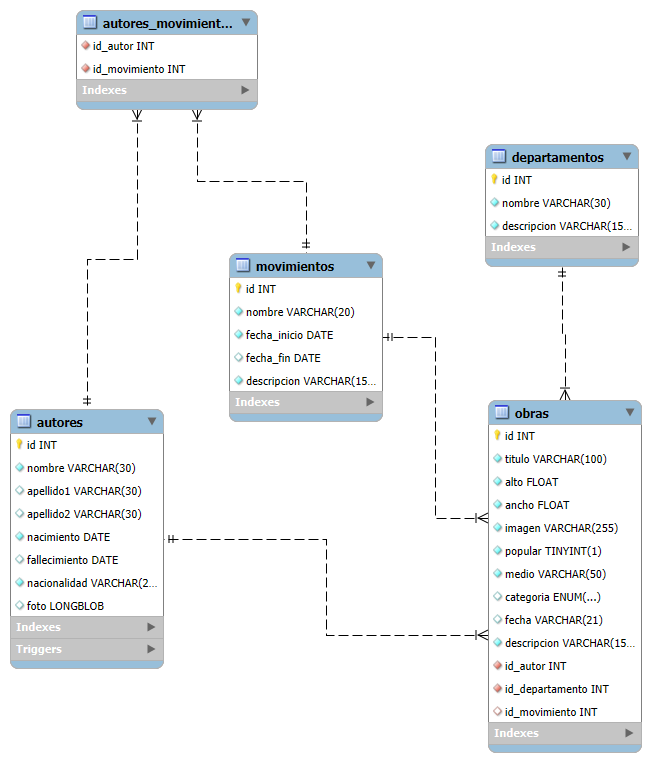 autores_movimient...
id_autor INT
id_movimiento INT
Indexes
departamentos
id INT
nombre VARCHAR(30)
descripcion VARCHAR(15...
Indexes
movimientos
id INT
nombre VARCHAR(20)
fecha_inicio DATE
fecha_fin DATE
descripcion VARCHAR(15...
Indexes
autores
id INT
nombre VARCHAR(30)
apellido1 VARCHAR(30)
apellido2 VARCHAR(30)
nacimiento DATE
fallecimiento DATE
nacionalidad VARCHAR(2...
foto LONGBLOB
Indexes
Triggers
obras
id INT
titulo VARCHAR(100)
alto FLOAT
ancho FLOAT
imagen VARCHAR(255)
popular TINYINT(1)
medio VARCHAR(50)
categoria ENUM(...)
fecha VARCHAR(21)
descripcion VARCHAR(15...
id_autor INT
id_departamento INT
id_movimiento INT
Indexes